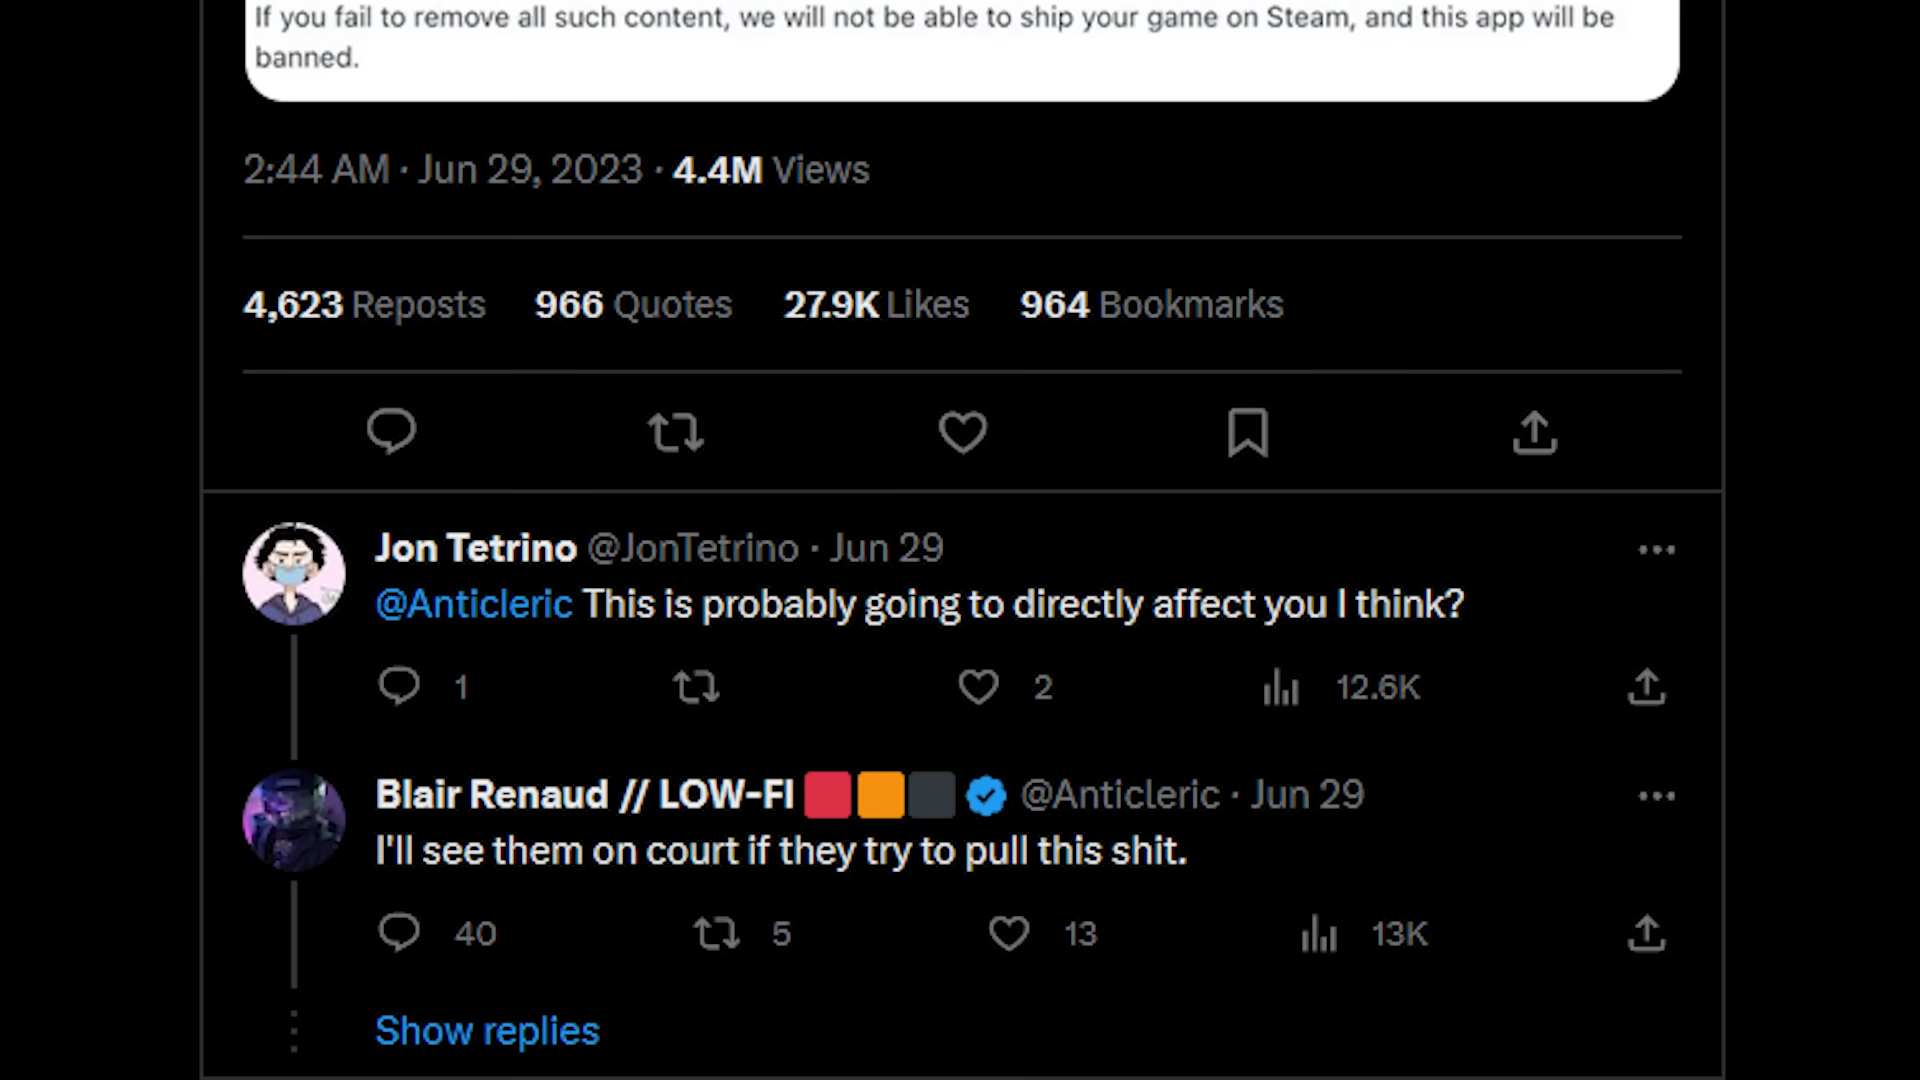 If you fail to remove all such content, we will not be able to ship your game on Steam, and this app will be
banned.
2:44 AM · Jun 29, 2023 · 4.4M Views
4,623 Reposts 966 Quotes 27.9K Likes 964 Bookmarks
Jon Tetrino @JonTetrino · Jun 29
@Anticleric This is probably going to directly affect you I think?
1 2 12.6K
Blair Renaud // LOW-FI @Anticleric · Jun 29
I'll see them on court if they try to pull this shit.
40 5 13 13K
Show replies